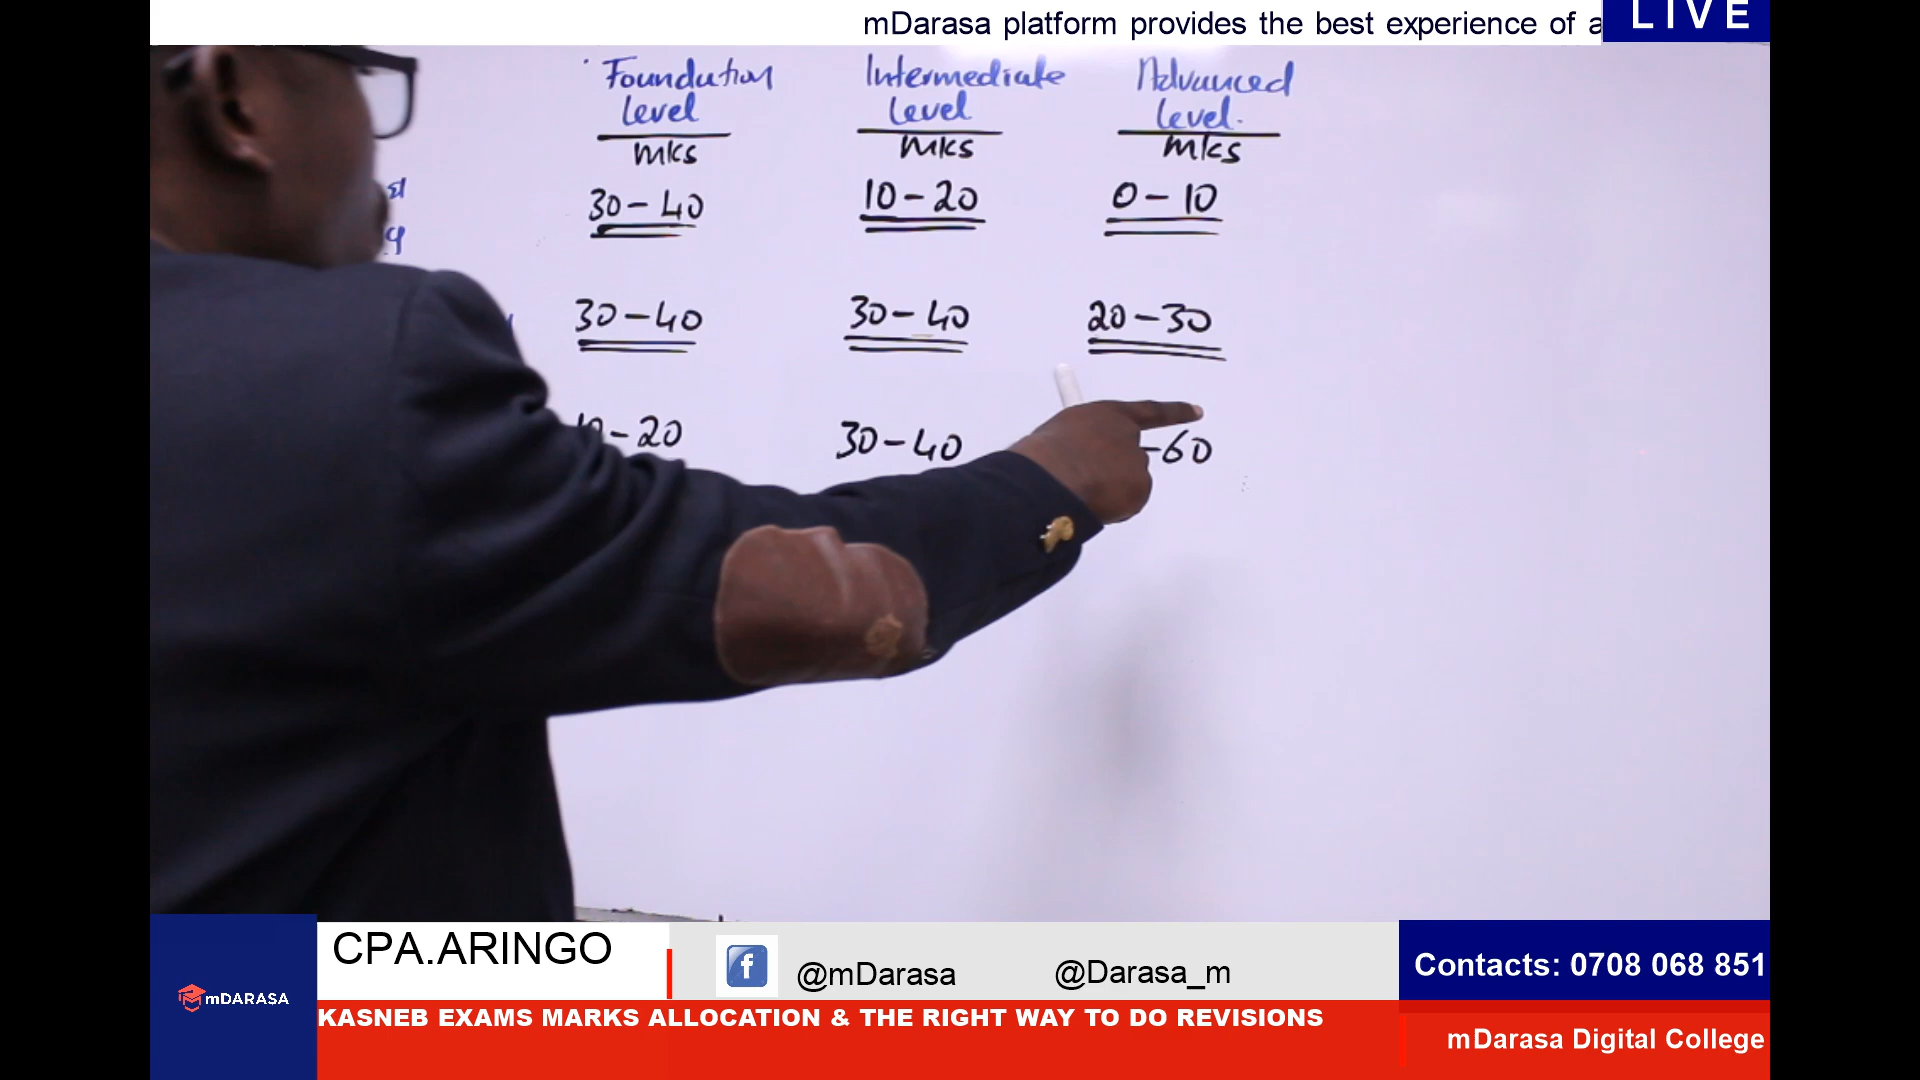 mDarasa platform provides the best experience of a
LIVE
Foundation Intermediate Advanced
level level level.
mks mks mks
30-40 10-20 0-10
30-40 30-40 20-30
-20 30-40 -60
CPA.ARINGO
f @mDarasa @Darasa_m
Contacts: 0708 068 851
mDARASA
KASNEB EXAMS MARKS ALLOCATION & THE RIGHT WAY TO DO REVISIONS
mDarasa Digital College